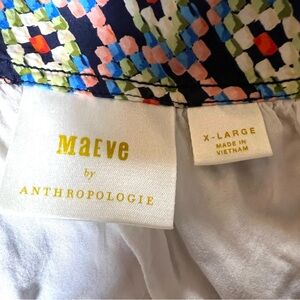 Maeve
by
ANTHROPOLOGIE
X-LARGE
MADE IN
VIETNAM